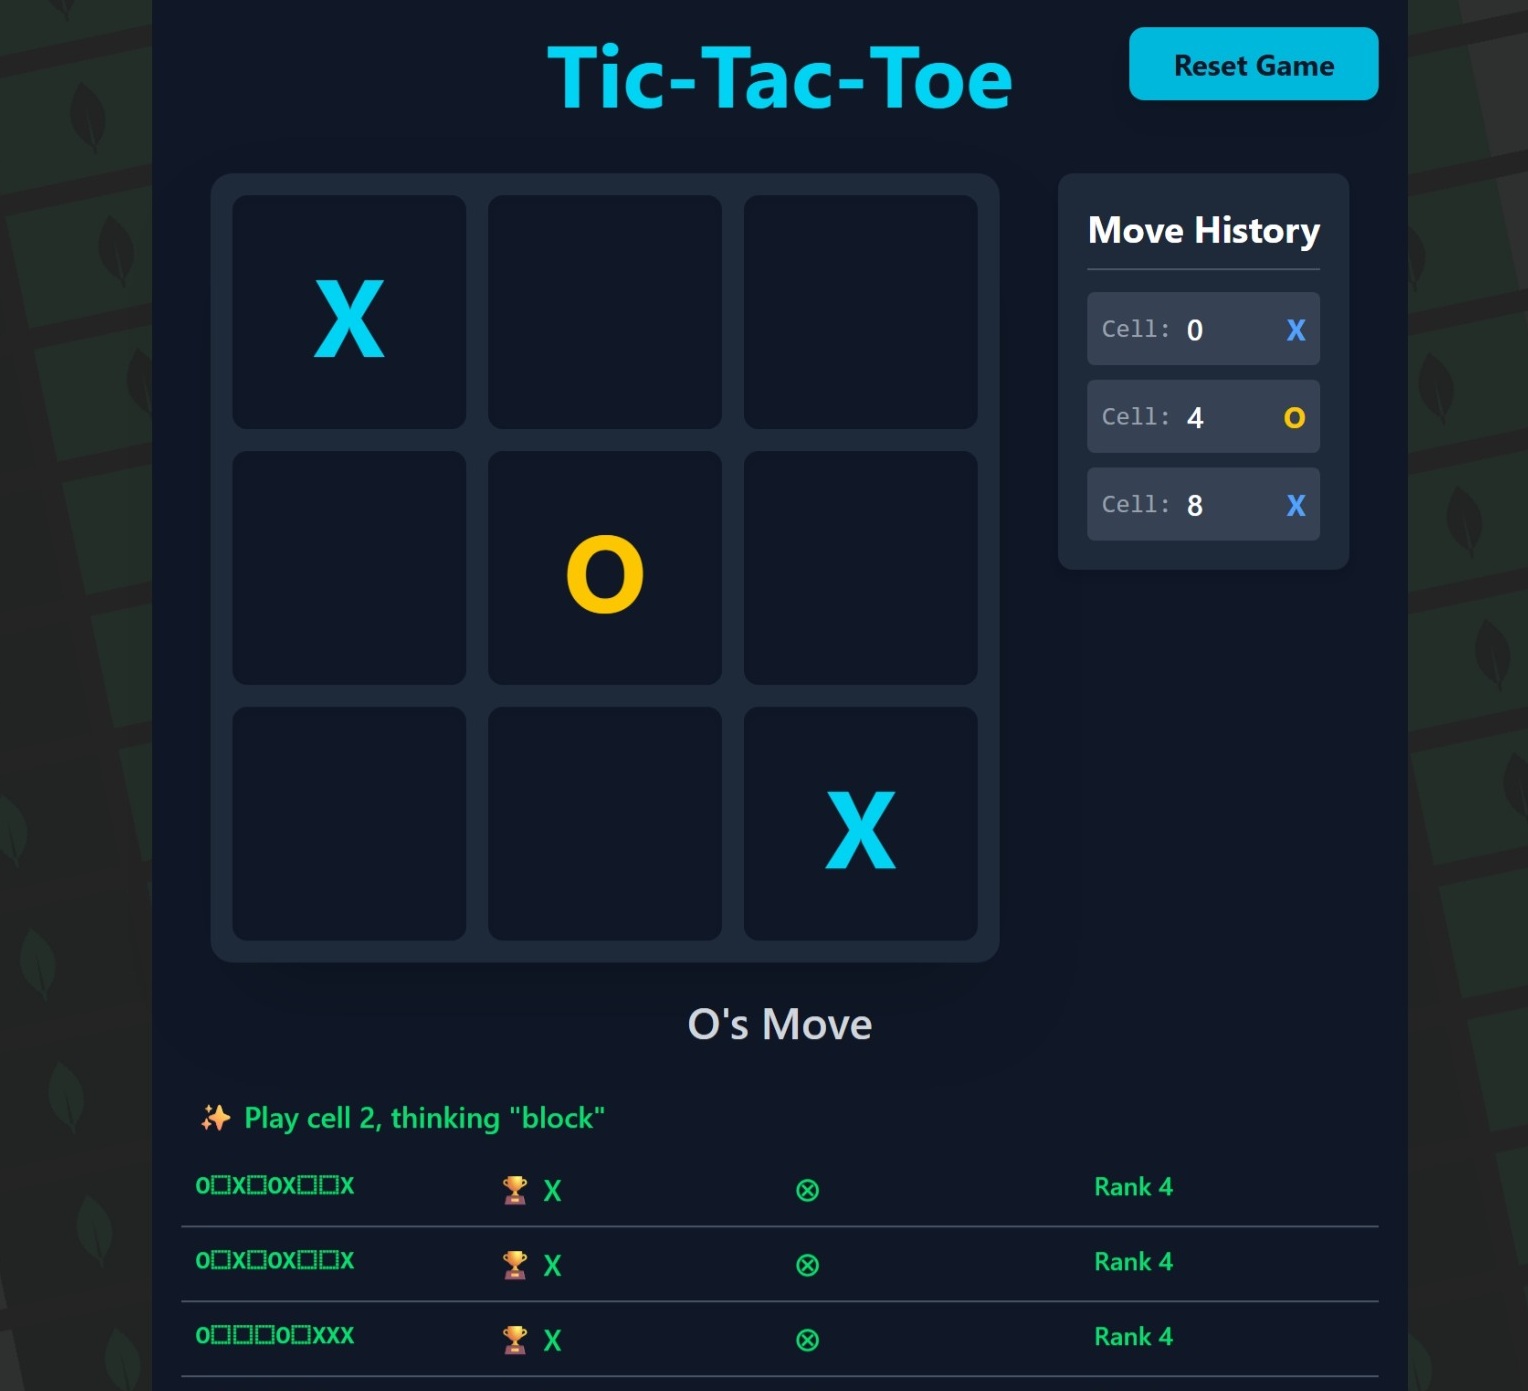 Tic-Tac-Toe
Reset Game
X
O
X
Move History
Cell: 0 X
Cell: 4 O
Cell: 8 X
O's Move
✨ Play cell 2, thinking "block"
O⬚X⬚OX⬚⬚X 🏆 X ⊗ Rank 4
O⬚X⬚OX⬚⬚X 🏆 X ⊗ Rank 4
O⬚⬚⬚O⬚XXX 🏆 X ⊗ Rank 4